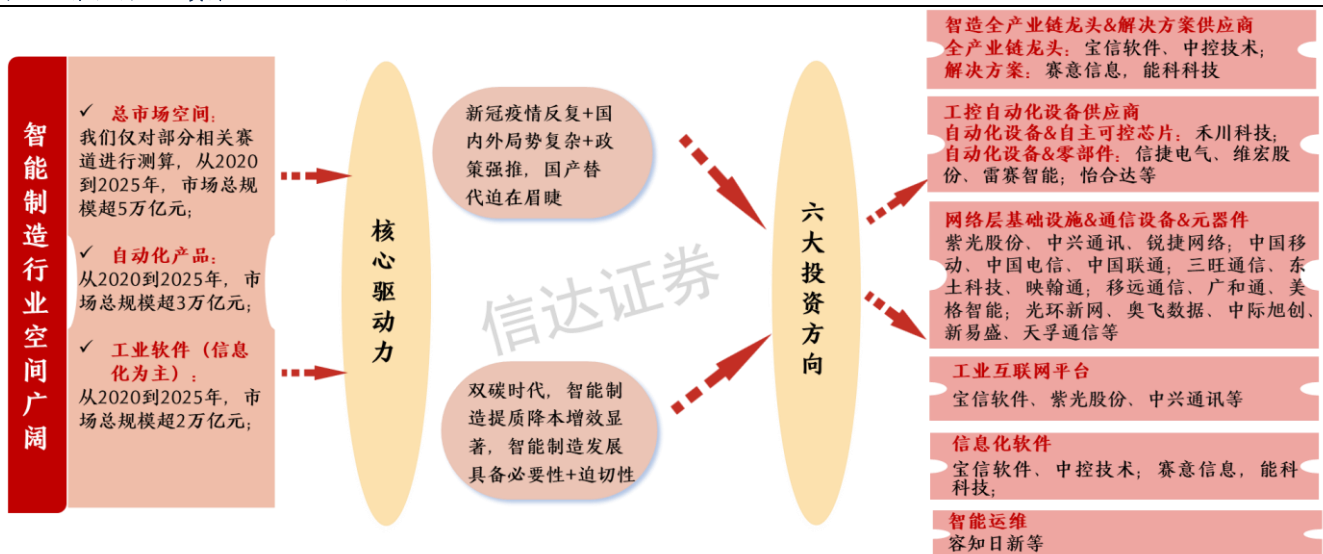 智能制造行业空间广阔
✓ 总市场空间：
我们仅对部分相关赛
道进行测算，从2020
到2025年，市场总规
模超5万亿元；
✓ 自动化产品：
从2020到2025年，市
场总规模超3万亿元；
✓ 工业软件（信息
化为主）：
从2020到2025年，市
场总规模超2万亿元；
核心驱动力
新冠疫情反复+国
内外局势复杂+政
策强推，国产替
代迫在眉睫
双碳时代，智能制
造提质降本增效显
著，智能制造发展
具备必要性+迫切性
信达证券
六大投资方向
智造全产业链龙头&解决方案供应商
全产业链龙头：宝信软件、中控技术；
解决方案：赛意信息，能科科技
工控自动化设备供应商
自动化设备&自主可控芯片：禾川科技；
自动化设备&零部件：信捷电气、维宏股
份、雷赛智能；怡合达等
网络层基础设施&通信设备&元器件
紫光股份、中兴通讯、锐捷网络；中国移
动、中国电信、中国联通；三旺通信、东
土科技、映翰通；移远通信、广和通、美
格智能；光环新网、奥飞数据、中际旭创、
新易盛、天孚通信等
工业互联网平台
宝信软件、紫光股份、中兴通讯等
信息化软件
宝信软件、中控技术；赛意信息，能科
科技；
智能运维
容知日新等